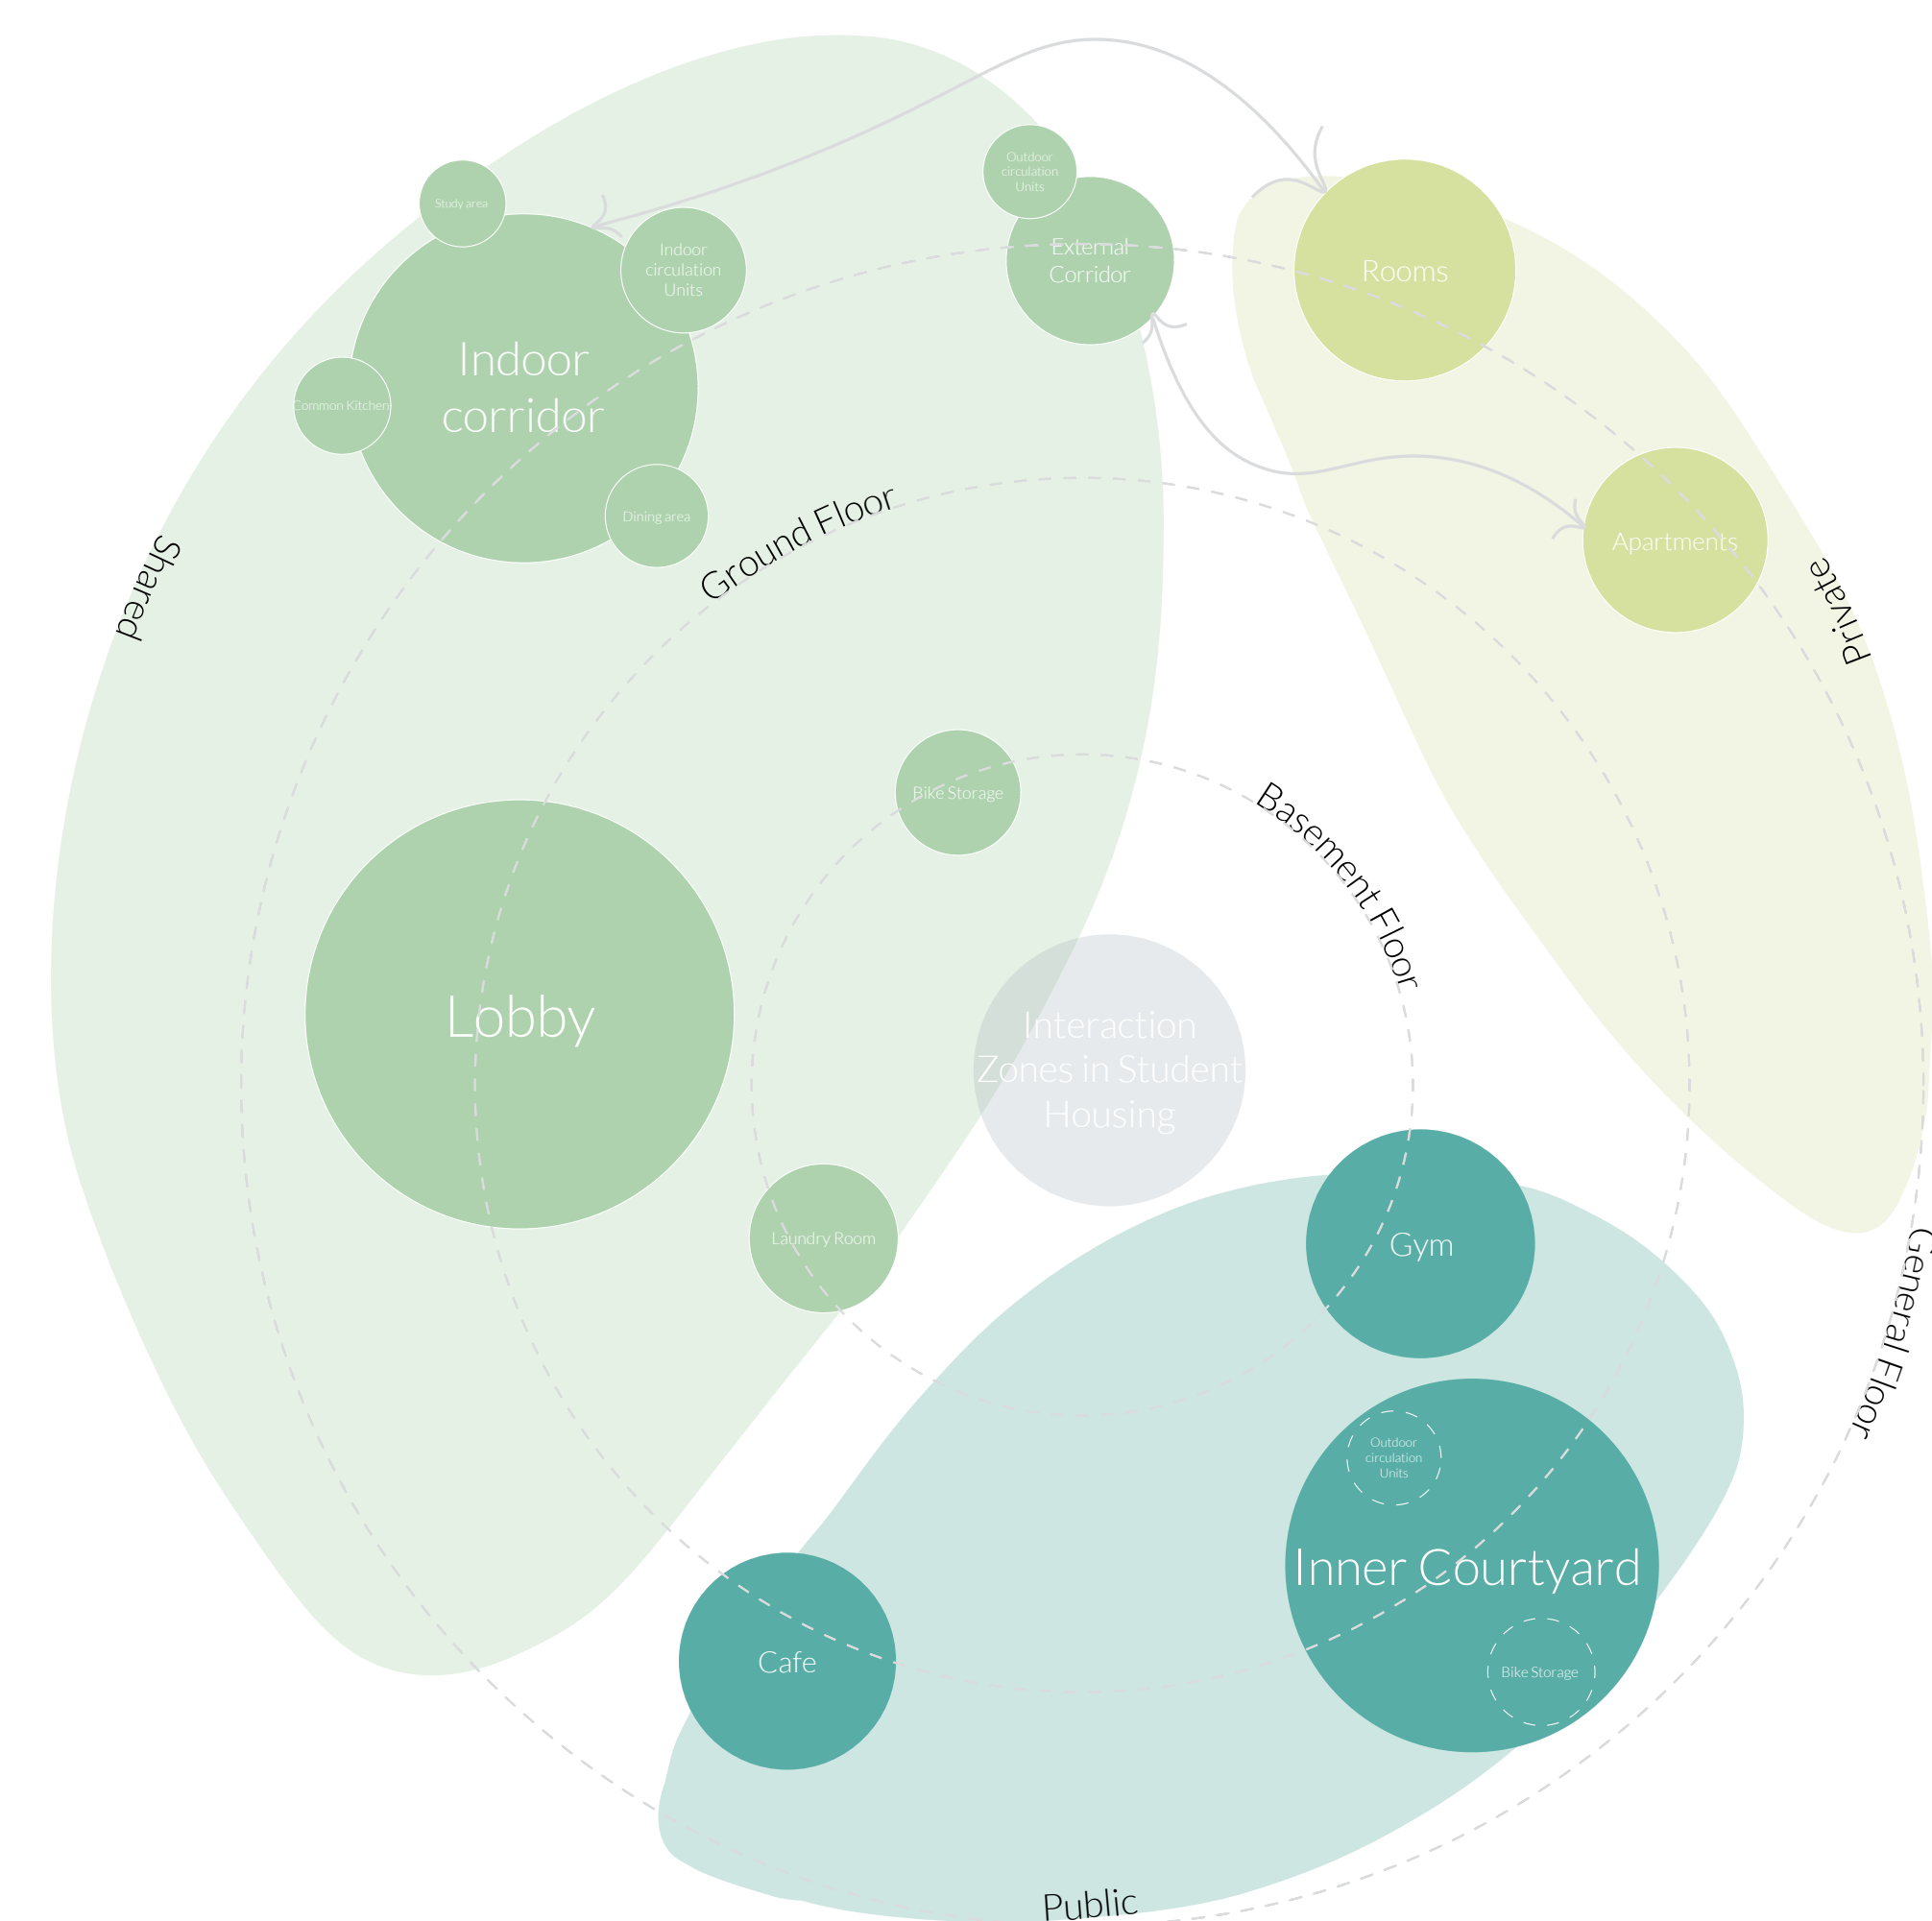 Outdoor
circulation
Units
Study area
External
Corridor
Indoor
circulation
Units
Rooms
Indoor
corridor
Common Kitchen
Dining area
Ground Floor
Apartments
Shared
Private
Bike Storage
Basement Floor
Lobby
Interaction
Zones in Student
Housing
Laundry Room
Gym
General Floor
Outdoor
circulation
Units
Inner Courtyard
Cafe
Bike Storage
Public